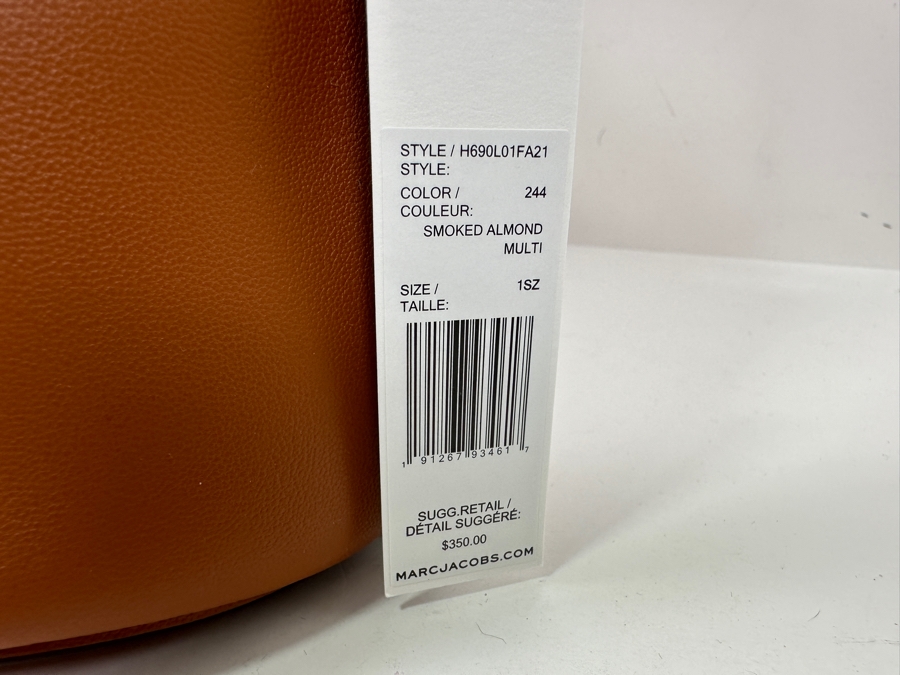 STYLE / H690L01FA21
STYLE:
COLOR / 244
COULEUR:
SMOKED ALMOND
MULTI
SIZE / 1SZ
TAILLE:
1 91267 93461 7
SUGG.RETAIL /
DÉTAIL SUGGÉRÉ:
$350.00
MARCJACOBS.COM